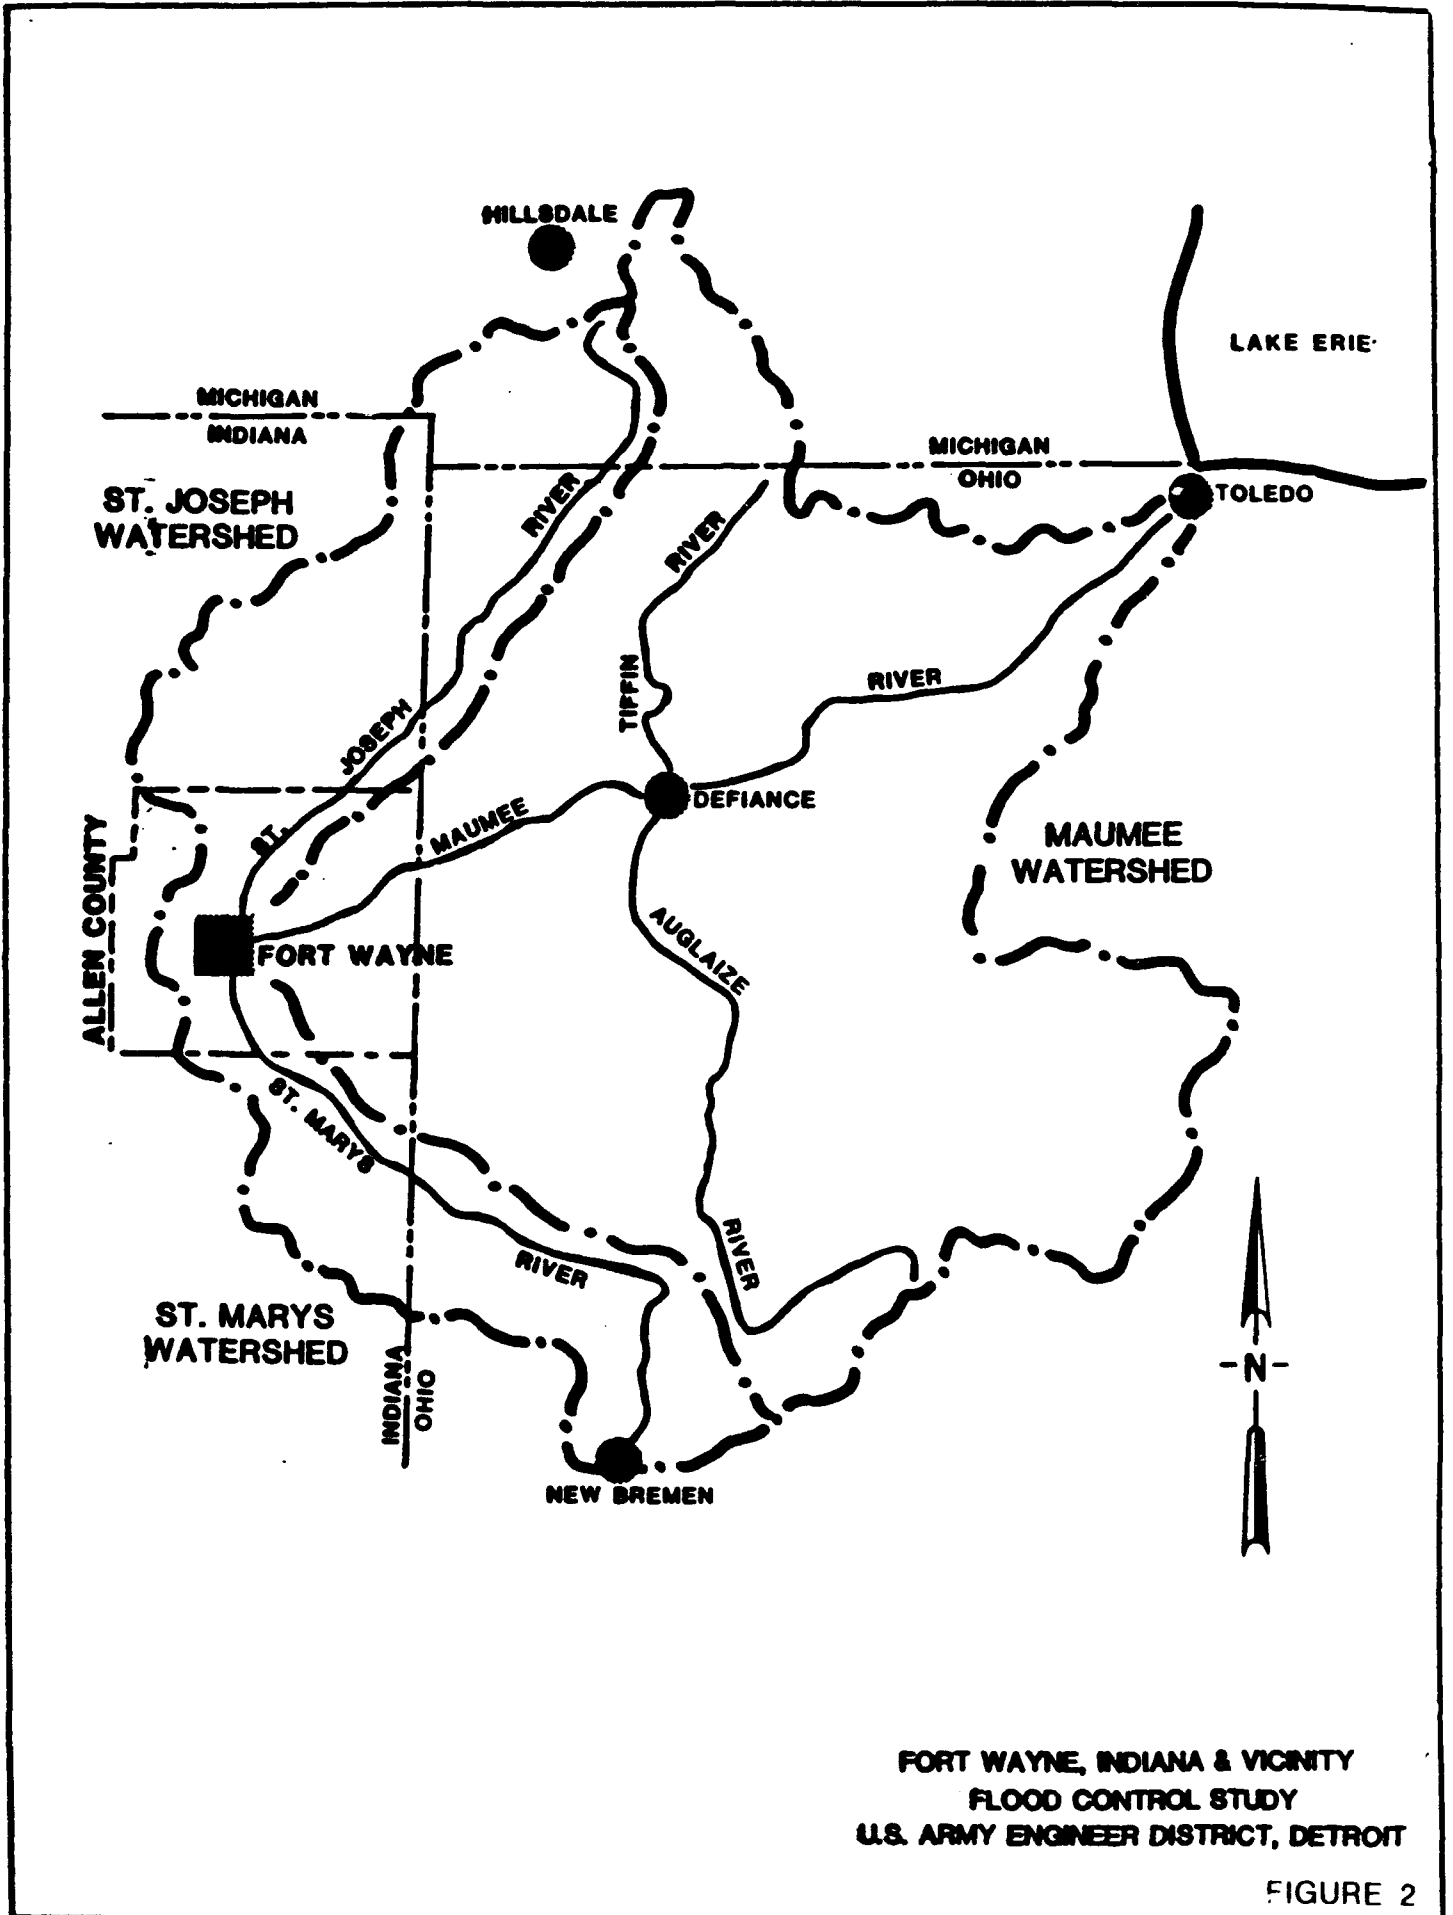 HILLSDALE
LAKE ERIE
MICHIGAN
INDIANA
MICHIGAN
OHIO
ST. JOSEPH
WATERSHED
TOLEDO
RIVER
RIVER
TIFFIN
RIVER
ST. JOSEPH
DEFIANCE
MAUMEE
MAUMEE
WATERSHED
ALLEN COUNTY
AUGLAIZE
FORT WAYNE
ST. MARYS
RIVER
RIVER
ST. MARYS
WATERSHED
INDIANA
OHIO
-N-
NEW BREMEN
FORT WAYNE, INDIANA & VICINITY
FLOOD CONTROL STUDY
U.S. ARMY ENGINEER DISTRICT, DETROIT
FIGURE 2